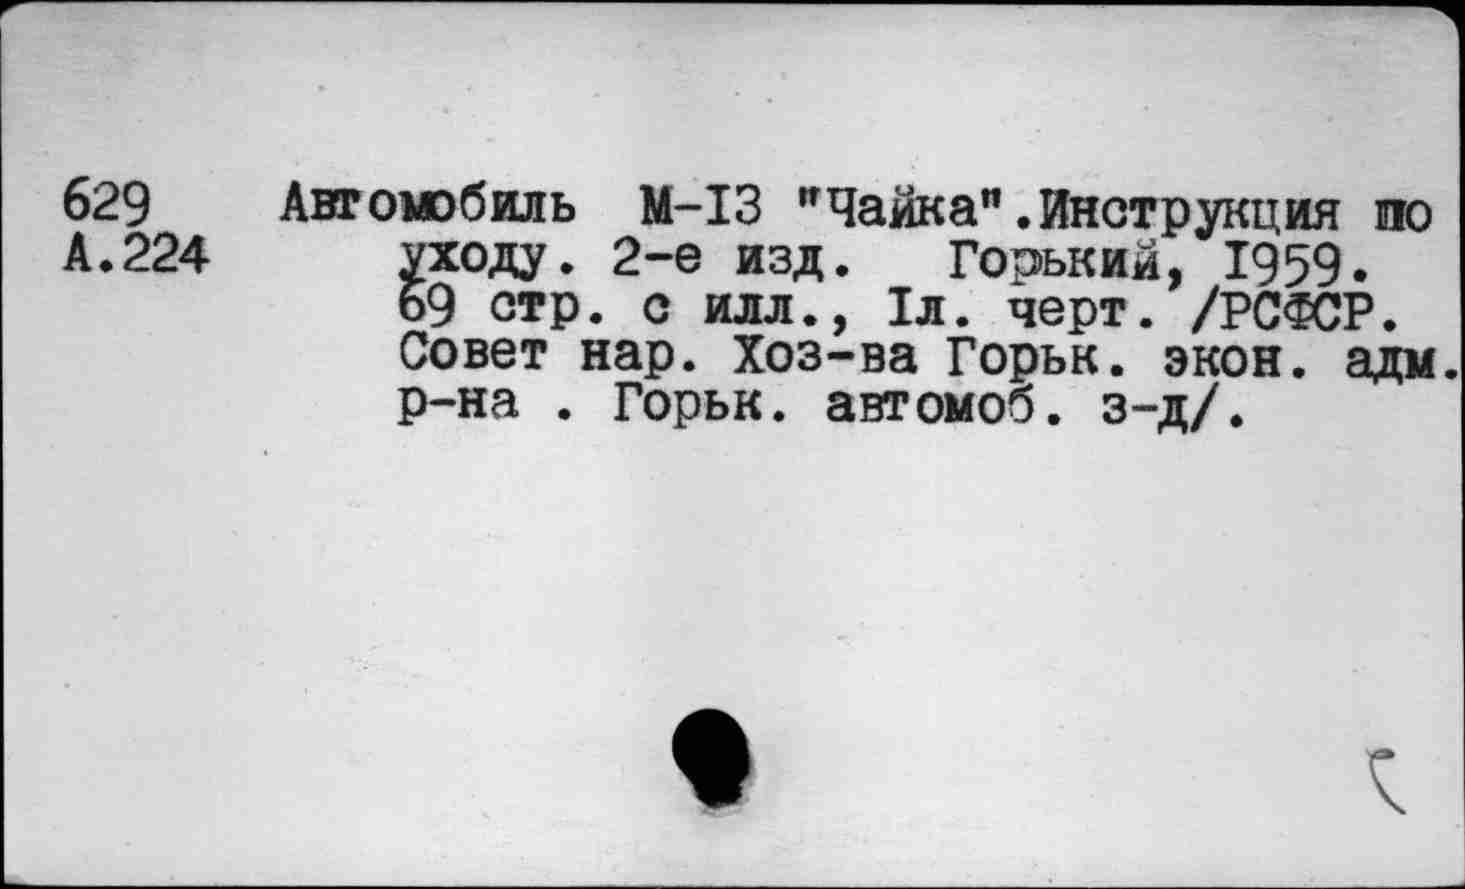 629 Автомобиль М-13 "Чайка".Инструкция по
А.224 уходу. 2-е изд. Горький, 1959.
69 стр. с илл., 1л. черт. /РСФСР.
Совет нар. Хоз-ва Горьк. экон. адм.
р-на . Горьк. автомоб. з-д/.